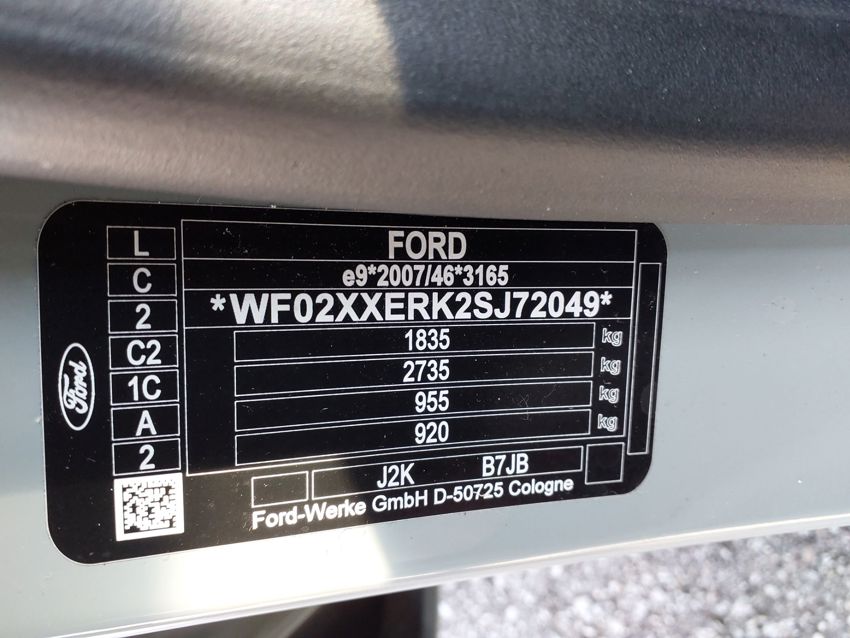 Ford
L
C
2
C2
1C
A
2
FORD
e9*2007/46*3165
*WF02XXERK2SJ72049*
1835 kg
2735 kg
955 kg
920 kg
J2K B7JB
Ford-Werke GmbH D-50725 Cologne